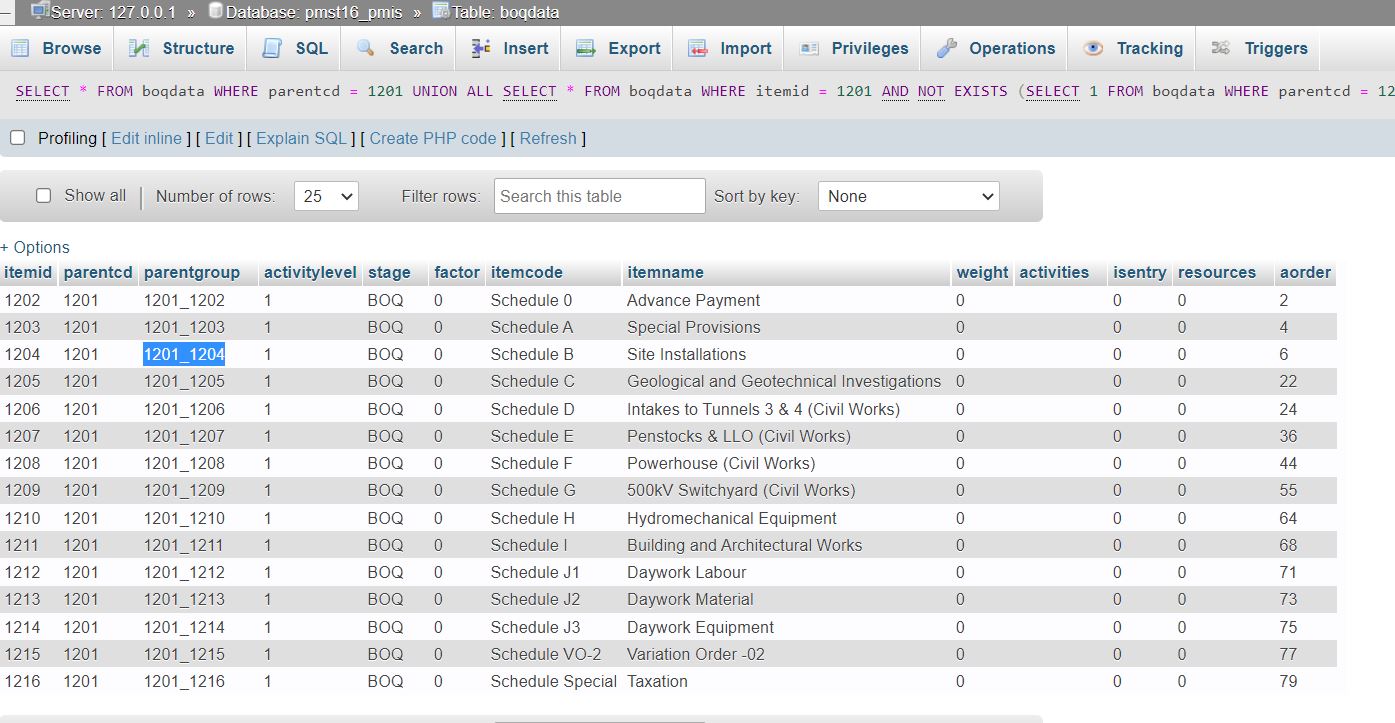 Server: 127.0.0.1 » Database: pmst16_pmis » Table: boqdata
Browse Structure SQL Search Insert Export Import Privileges Operations Tracking Triggers
SELECT * FROM boqdata WHERE parentcd = 1201 UNION ALL SELECT * FROM boqdata WHERE itemid = 1201 AND NOT EXISTS (SELECT 1 FROM boqdata WHERE parentcd = 12
Profiling [ Edit inline ] [ Edit ] [ Explain SQL ] [ Create PHP code ] [ Refresh ]
Show all Number of rows: 25 Filter rows: Search this table Sort by key: None
+ Options
itemid parentcd parentgroup activitylevel stage factor itemcode itemname weight activities isentry resources aorder
1202 1201 1201_1202 1 BOQ 0 Schedule 0 Advance Payment 0 0 0 2
1203 1201 1201_1203 1 BOQ 0 Schedule A Special Provisions 0 0 0 4
1204 1201 1201_1204 1 BOQ 0 Schedule B Site Installations 0 0 0 6
1205 1201 1201_1205 1 BOQ 0 Schedule C Geological and Geotechnical Investigations 0 0 0 22
1206 1201 1201_1206 1 BOQ 0 Schedule D Intakes to Tunnels 3 & 4 (Civil Works) 0 0 0 24
1207 1201 1201_1207 1 BOQ 0 Schedule E Penstocks & LLO (Civil Works) 0 0 0 36
1208 1201 1201_1208 1 BOQ 0 Schedule F Powerhouse (Civil Works) 0 0 0 44
1209 1201 1201_1209 1 BOQ 0 Schedule G 500kV Switchyard (Civil Works) 0 0 0 55
1210 1201 1201_1210 1 BOQ 0 Schedule H Hydromechanical Equipment 0 0 0 64
1211 1201 1201_1211 1 BOQ 0 Schedule I Building and Architectural Works 0 0 0 68
1212 1201 1201_1212 1 BOQ 0 Schedule J1 Daywork Labour 0 0 0 71
1213 1201 1201_1213 1 BOQ 0 Schedule J2 Daywork Material 0 0 0 73
1214 1201 1201_1214 1 BOQ 0 Schedule J3 Daywork Equipment 0 0 0 75
1215 1201 1201_1215 1 BOQ 0 Schedule VO-2 Variation Order -02 0 0 0 77
1216 1201 1201_1216 1 BOQ 0 Schedule Special Taxation 0 0 0 79